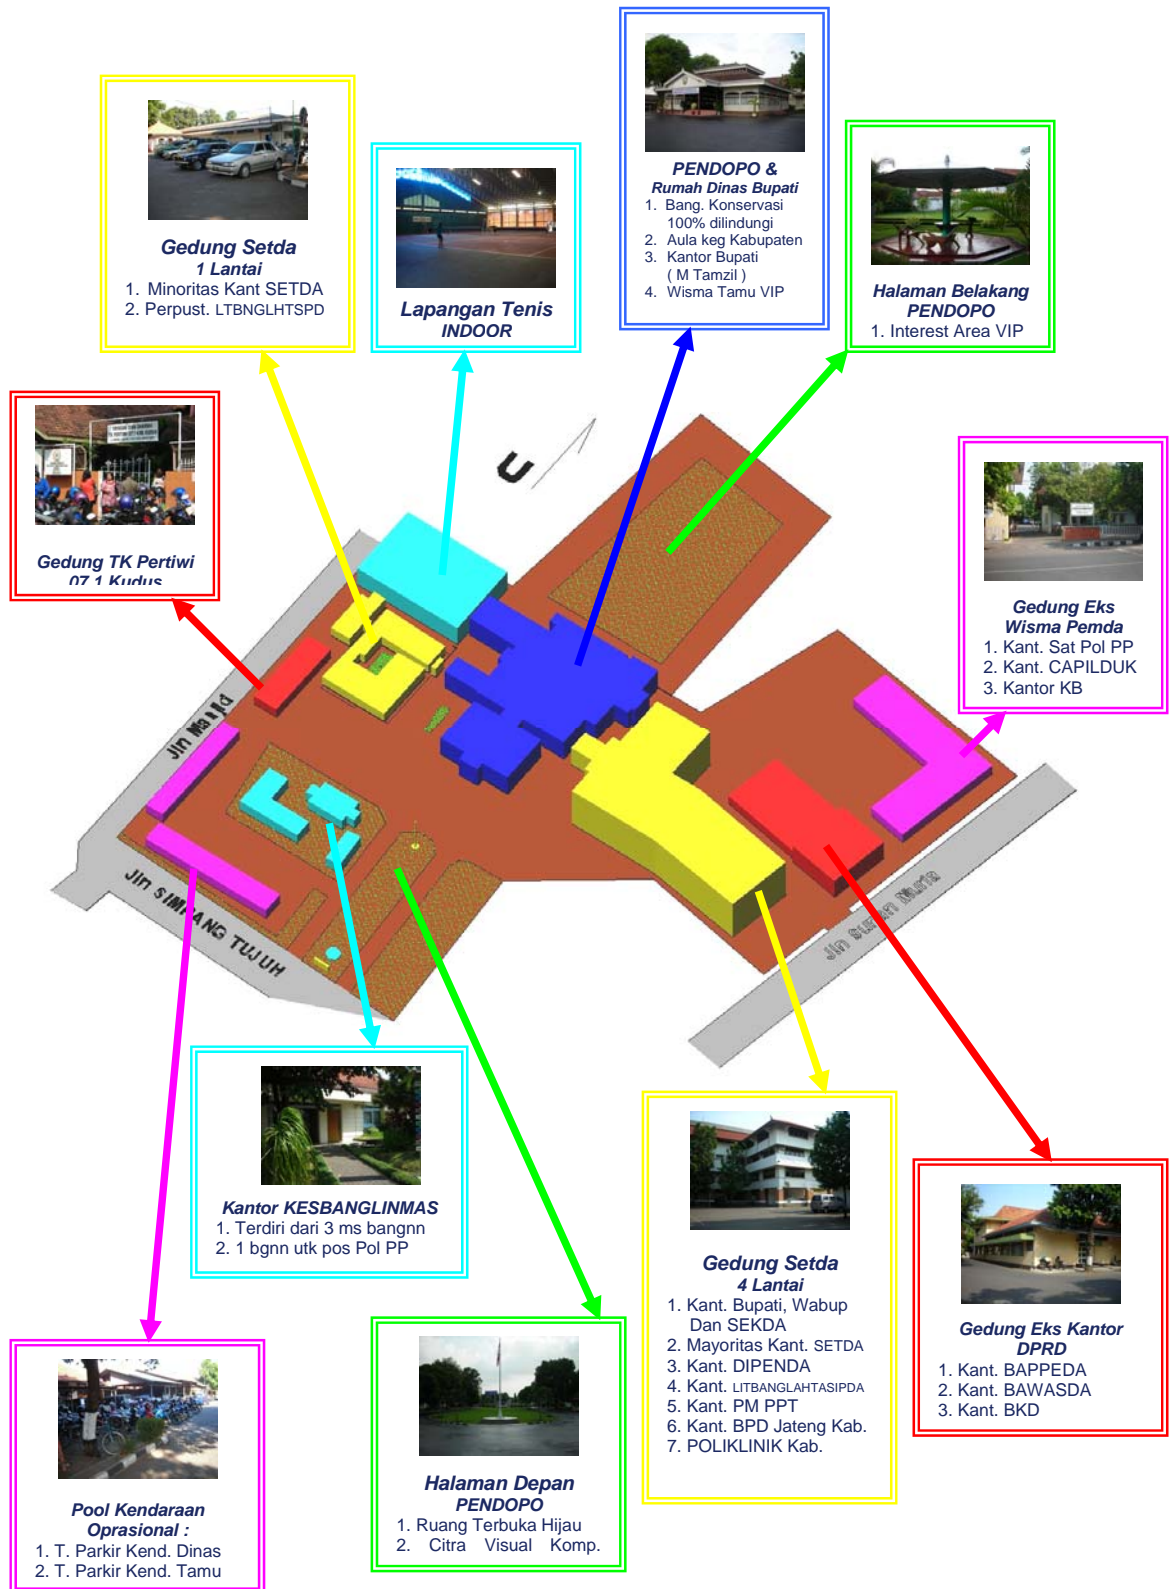 PENDOPO &
Rumah Dinas Bupati
1. Bang. Konservasi
100% dilindungi
2. Aula keg Kabupaten
3. Kantor Bupati
( M Tamzil )
4. Wisma Tamu VIP
Gedung Setda
1 Lantai
1. Minoritas Kant SETDA
2. Perpust. LTBNGLHTSPD
Lapangan Tenis
INDOOR
Halaman Belakang
PENDOPO
1. Interest Area VIP
Gedung TK Pertiwi
07.1 Kudus
U
Gedung Eks
Wisma Pemda
1. Kant. Sat Pol PP
2. Kant. CAPILDUK
3. Kantor KB
Jln
Jln SIMPANG TUJUH
Jln Sunan Muria
Kantor KESBANGLINMAS
1. Terdiri dari 3 ms bangnn
2. 1 bgnn utk pos Pol PP
Gedung Setda
4 Lantai
1. Kant. Bupati, Wabup
Dan SEKDA
2. Mayoritas Kant. SETDA
3. Kant. DIPENDA
4. Kant. LITBANGLAHTASIPDA
5. Kant. PM PPT
6. Kant. BPD Jateng Kab.
7. POLIKLINIK Kab.
Gedung Eks Kantor
DPRD
1. Kant. BAPPEDA
2. Kant. BAWASDA
3. Kant. BKD
Pool Kendaraan
Oprasional :
1. T. Parkir Kend. Dinas
2. T. Parkir Kend. Tamu
Halaman Depan
PENDOPO
1. Ruang Terbuka Hijau
2. Citra Visual Komp.